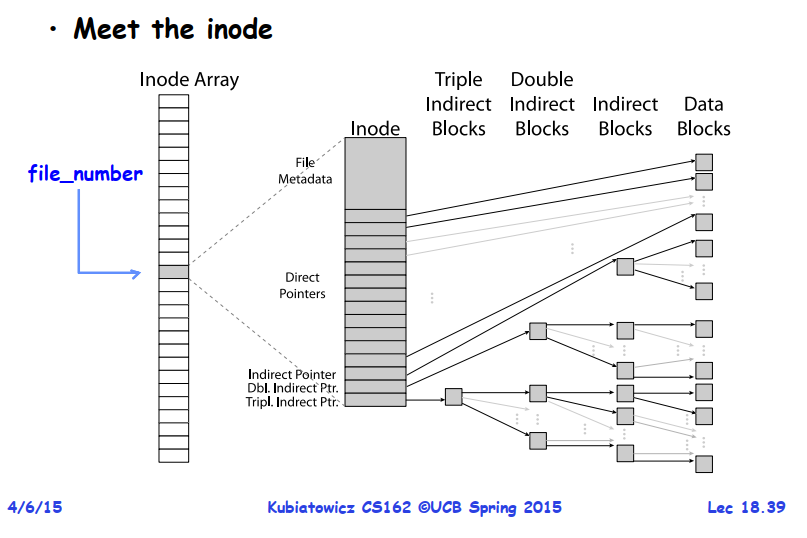 • Meet the inode
Inode Array
Triple
Indirect
Blocks
Double
Indirect
Blocks
Indirect
Blocks
Data
Blocks
Inode
File
Metadata
file_number
Direct
Pointers
Indirect Pointer
Dbl. Indirect Ptr.
Tripl. Indirect Ptr.
4/6/15
Kubiatowicz CS162 ©UCB Spring 2015
Lec 18.39